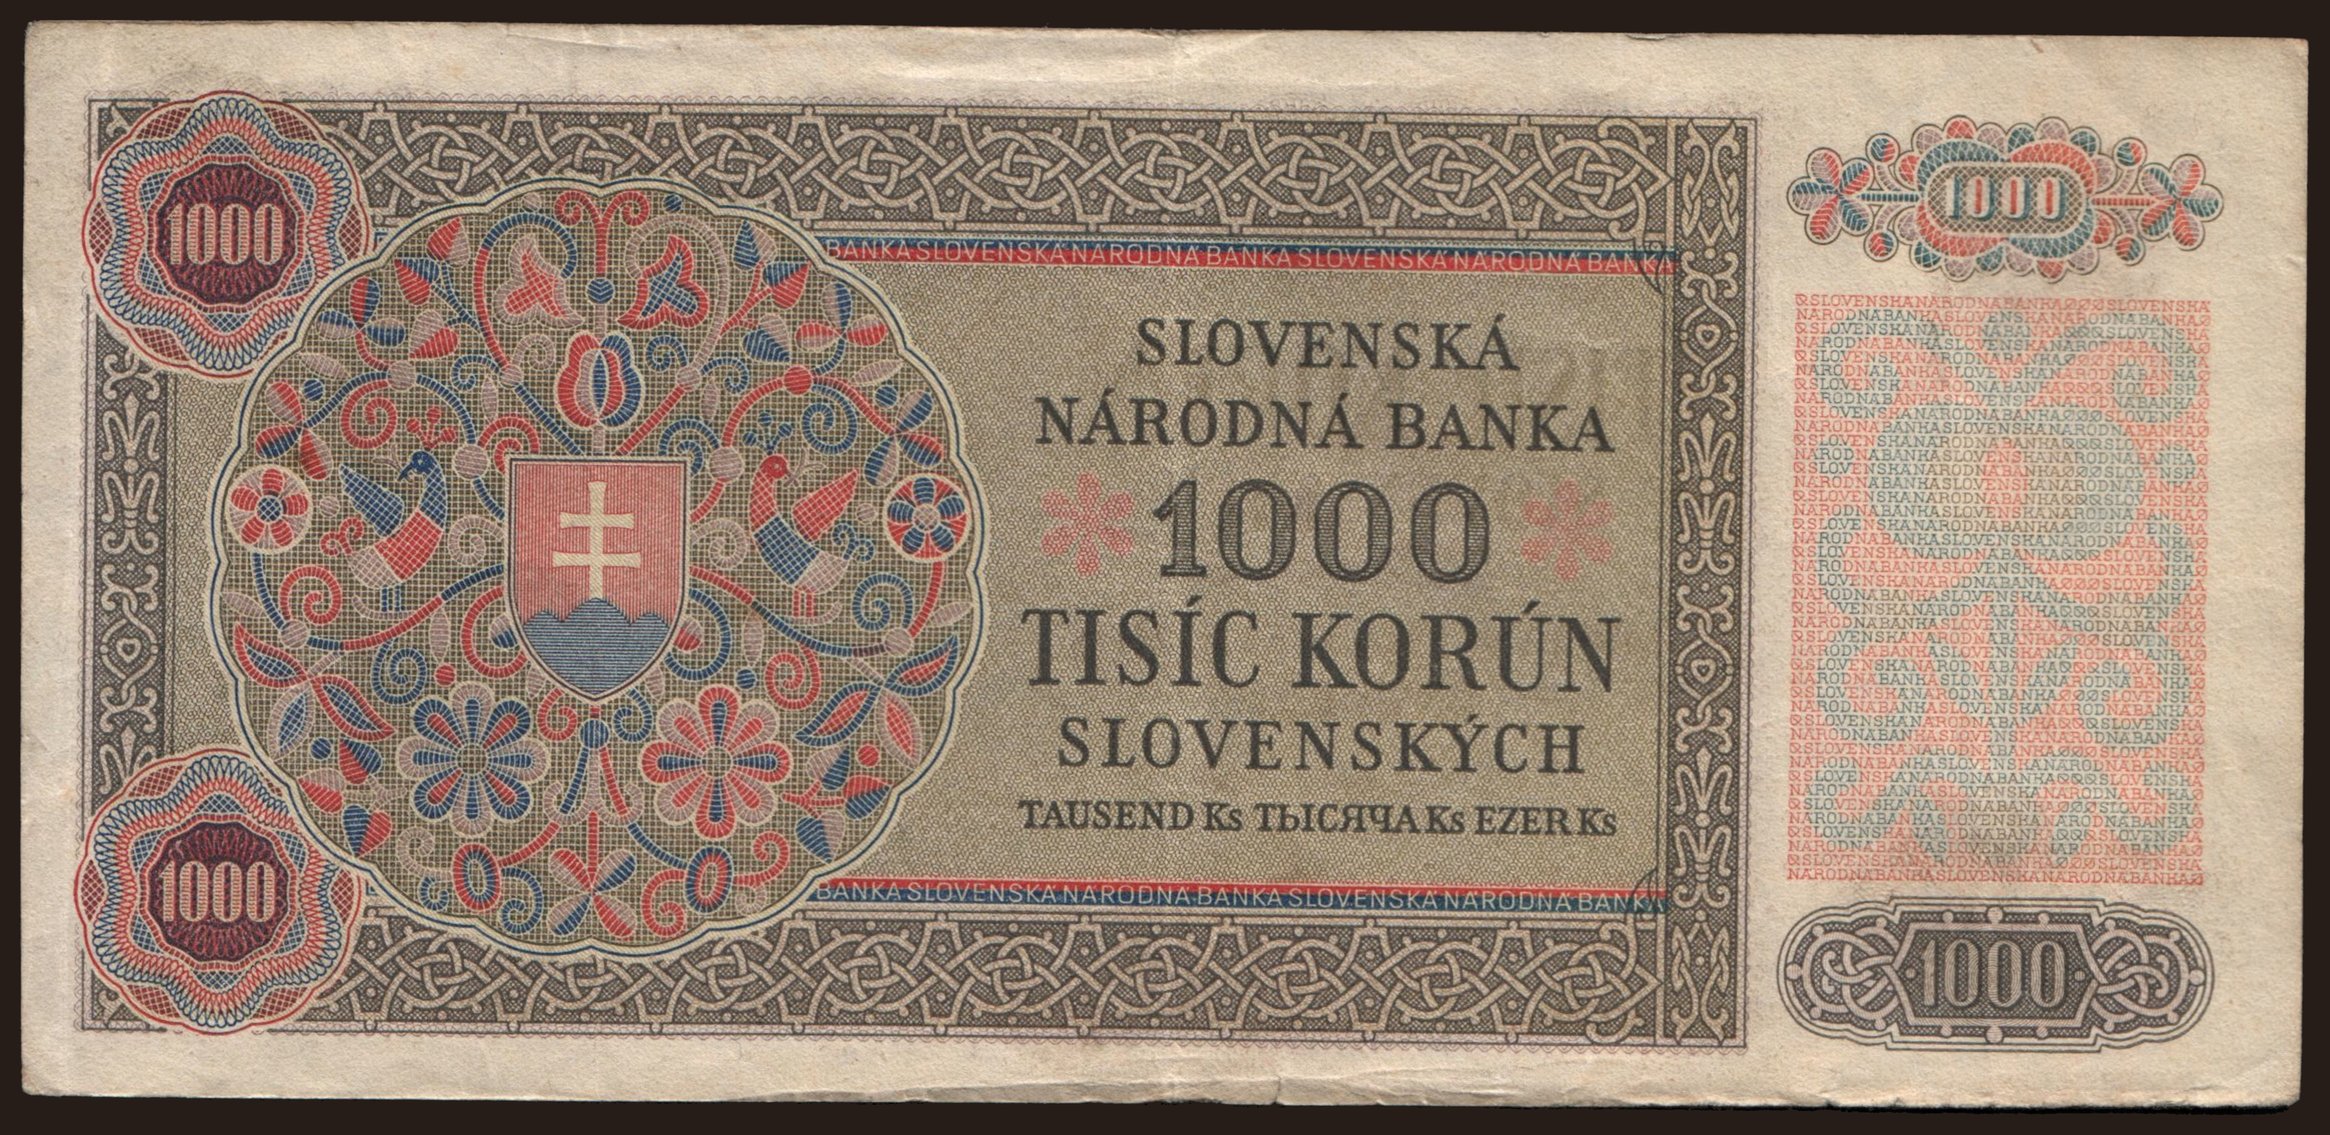 1000
1000
BANKA SLOVENSKÁ NÁRODNÁ BANKA SLOVENSKÁ NÁRODNÁ BANKA
SLOVENSKÁ
NÁRODNÁ BANKA
1000
TISÍC KORÚN
SLOVENSKÝCH
TAUSEND Ks ТЫСЯЧА Ks EZER Ks
BANKA SLOVENSKÁ NÁRODNÁ BANKA SLOVENSKÁ NÁRODNÁ BANKA
1000
1000